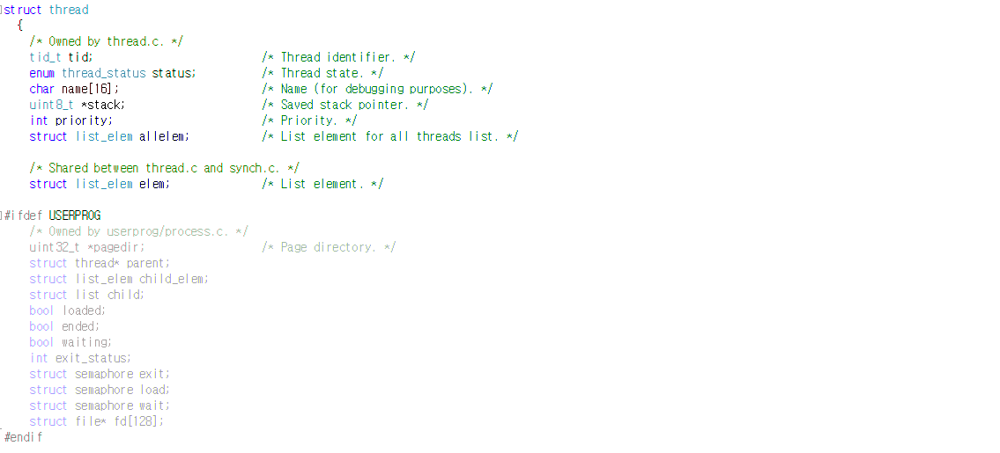 struct thread
{
/* Owned by thread.c. */
tid_t tid; /* Thread identifier. */
enum thread_status status; /* Thread state. */
char name[16]; /* Name (for debugging purposes). */
uint8_t *stack; /* Saved stack pointer. */
int priority; /* Priority. */
struct list_elem allelem; /* List element for all threads list. */
/* Shared between thread.c and synch.c. */
struct list_elem elem; /* List element. */
#ifdef USERPROG
/* Owned by userprog/process.c. */
uint32_t *pagedir; /* Page directory. */
struct thread* parent;
struct list_elem child_elem;
struct list child;
bool loaded;
bool ended;
bool waiting;
int exit_status;
struct semaphore exit;
struct semaphore load;
struct semaphore wait;
struct file* fd[128];
#endif